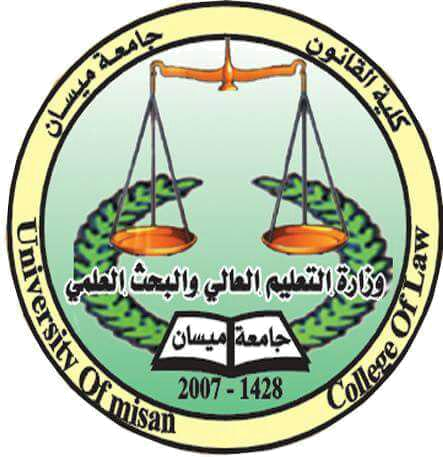 كلية القانون
جامعة ميسان
وزارة التعليم العالي والبحث العلمي
جامعة ميسان
2007 - 1428
University Of misan
College Of Law